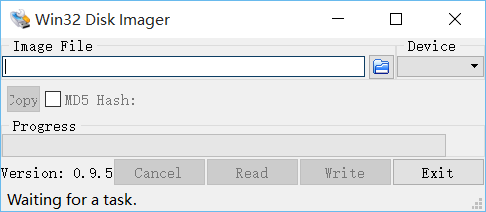 Win32 Disk Imager
Image File
Device
Copy
MD5 Hash:
Progress
Version: 0.9.5
Cancel
Read
Write
Exit
Waiting for a task.